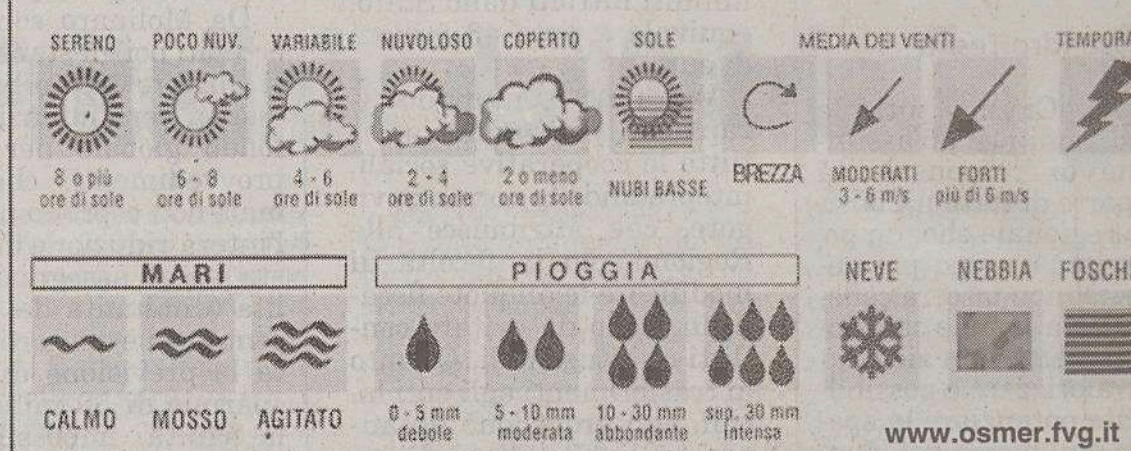 SERENO POCO NUV. VARIABILE NUVOLOSO COPERTO SOLE MEDIA DEI VENTI TEMPORA
8 o più 6 - 8 4 - 6 2 - 4 2 o meno
ore di sole ore di sole ore di sole ore di sole ore di sole NUBI BASSE
BREZZA MODERATI FORTI
3 - 6 m/s più di 6 m/s
MARI PIOGGIA NEVE NEBBIA FOSCHI
CALMO MOSSO AGITATO
0 - 5 mm 5 - 10 mm 10 - 30 mm sup. 30 mm
debole moderata abbondante intensa
www.osmer.fvg.it